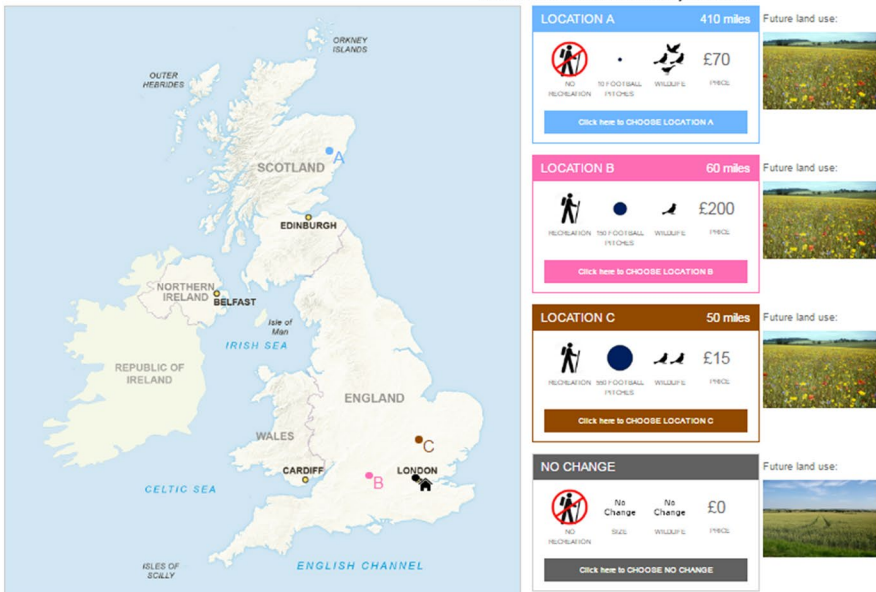 ORKNEY
ISLANDS
OUTER
HEBRIDES
A
SCOTLAND
EDINBURGH
NORTHERN
IRELAND
BELFAST
Isle of
Man
IRISH SEA
REPUBLIC OF
IRELAND
ENGLAND
WALES
C
CARDIFF
LONDON
B
CELTIC SEA
ISLES OF
SCILLY
ENGLISH CHANNEL
LOCATION A 410 miles
Future land use:
£70
NO
RECREATION
10 FOOTBALL
PITCHES
WILDLIFE
PRICE
Click here to CHOOSE LOCATION A
LOCATION B 60 miles
Future land use:
£200
RECREATION
150 FOOTBALL
PITCHES
WILDLIFE
PRICE
Click here to CHOOSE LOCATION B
LOCATION C 50 miles
Future land use:
£15
RECREATION
FOOTBALL
PITCHES
WILDLIFE
PRICE
Click here to CHOOSE LOCATION C
NO CHANGE
Future land use:
No
Change
No
Change
£0
NO
RECREATION
SIZE
WILDLIFE
PRICE
Click here to CHOOSE NO CHANGE